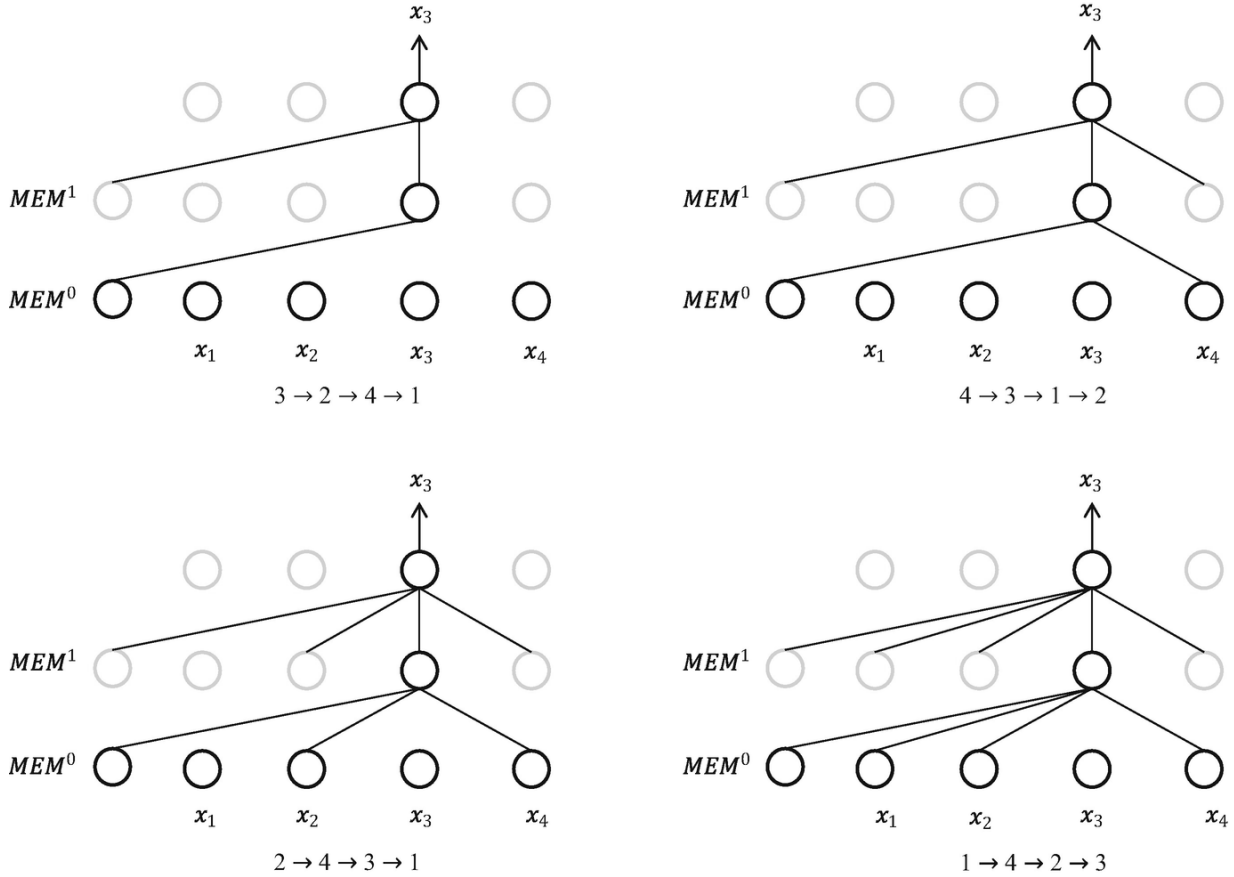 x₃ x₃
MEM¹ MEM¹
MEM⁰ MEM⁰
x₁ x₂ x₃ x₄ x₁ x₂ x₃ x₄
3 → 2 → 4 → 1 4 → 3 → 1 → 2
x₃ x₃
MEM¹ MEM¹
MEM⁰ MEM⁰
x₁ x₂ x₃ x₄ x₁ x₂ x₃ x₄
2 → 4 → 3 → 1 1 → 4 → 2 → 3